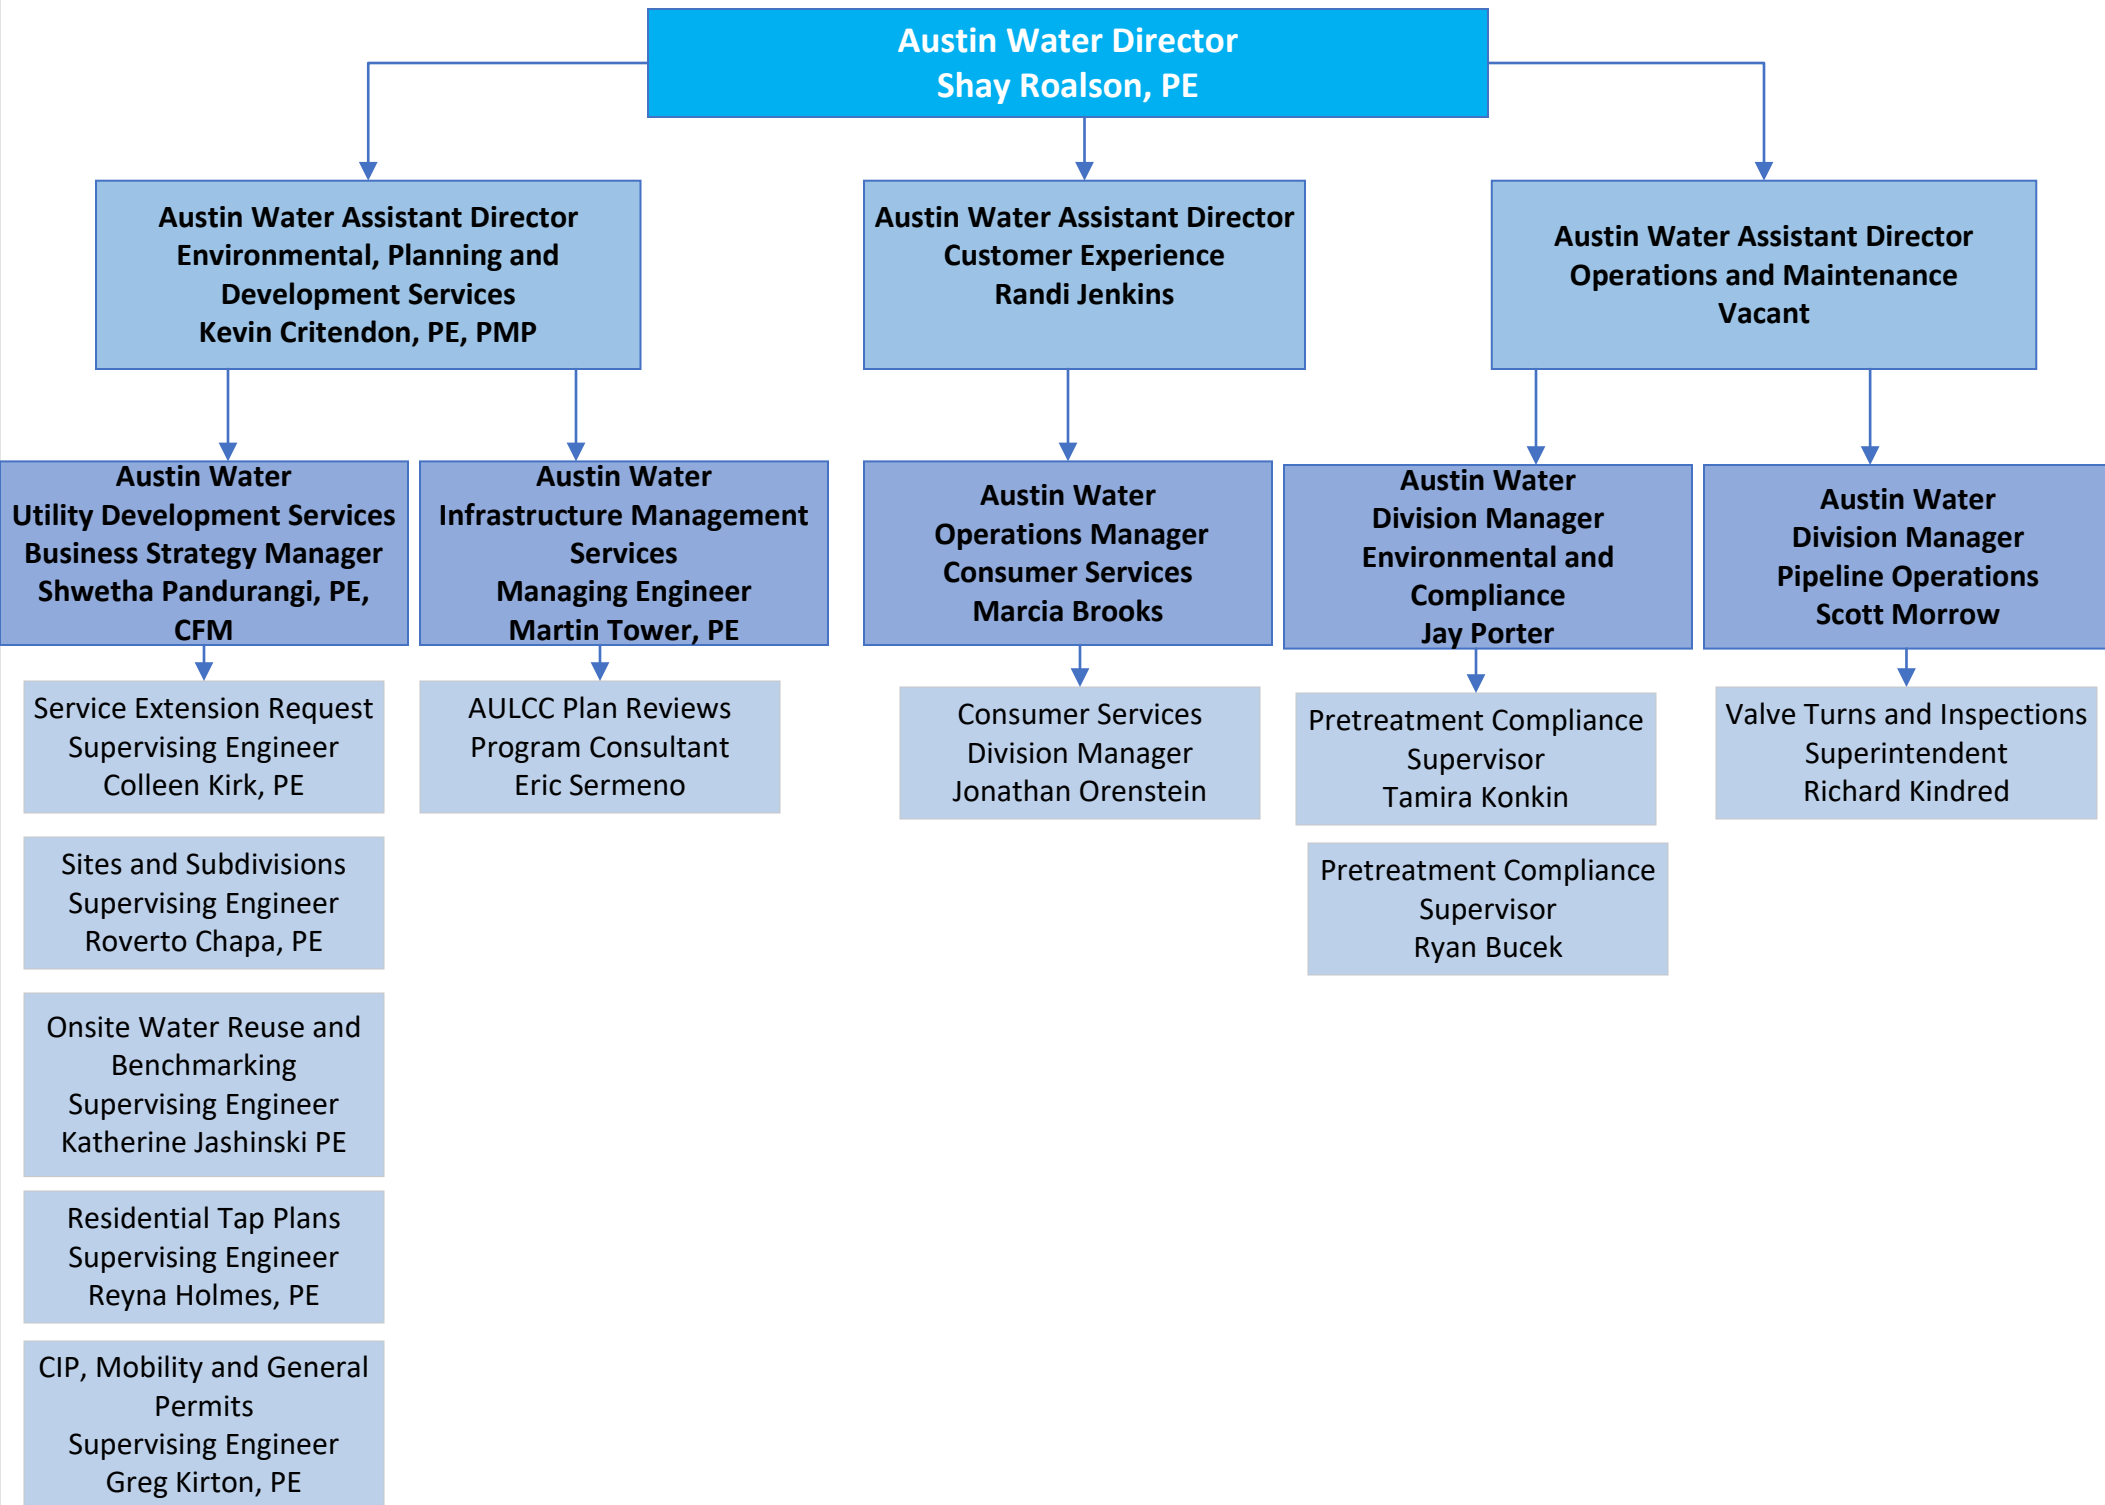 Austin Water Director
Shay Roalson, PE
Austin Water Assistant Director
Environmental, Planning and
Development Services
Kevin Critendon, PE, PMP
Austin Water Assistant Director
Customer Experience
Randi Jenkins
Austin Water Assistant Director
Operations and Maintenance
Vacant
Austin Water
Utility Development Services
Business Strategy Manager
Shwetha Pandurangi, PE,
CFM
Austin Water
Infrastructure Management
Services
Managing Engineer
Martin Tower, PE
Austin Water
Operations Manager
Consumer Services
Marcia Brooks
Austin Water
Division Manager
Environmental and
Compliance
Jay Porter
Austin Water
Division Manager
Pipeline Operations
Scott Morrow
Service Extension Request
Supervising Engineer
Colleen Kirk, PE
AULCC Plan Reviews
Program Consultant
Eric Sermeno
Consumer Services
Division Manager
Jonathan Orenstein
Pretreatment Compliance
Supervisor
Tamira Konkin
Valve Turns and Inspections
Superintendent
Richard Kindred
Sites and Subdivisions
Supervising Engineer
Roverto Chapa, PE
Pretreatment Compliance
Supervisor
Ryan Bucek
Onsite Water Reuse and
Benchmarking
Supervising Engineer
Katherine Jashinski PE
Residential Tap Plans
Supervising Engineer
Reyna Holmes, PE
CIP, Mobility and General
Permits
Supervising Engineer
Greg Kirton, PE